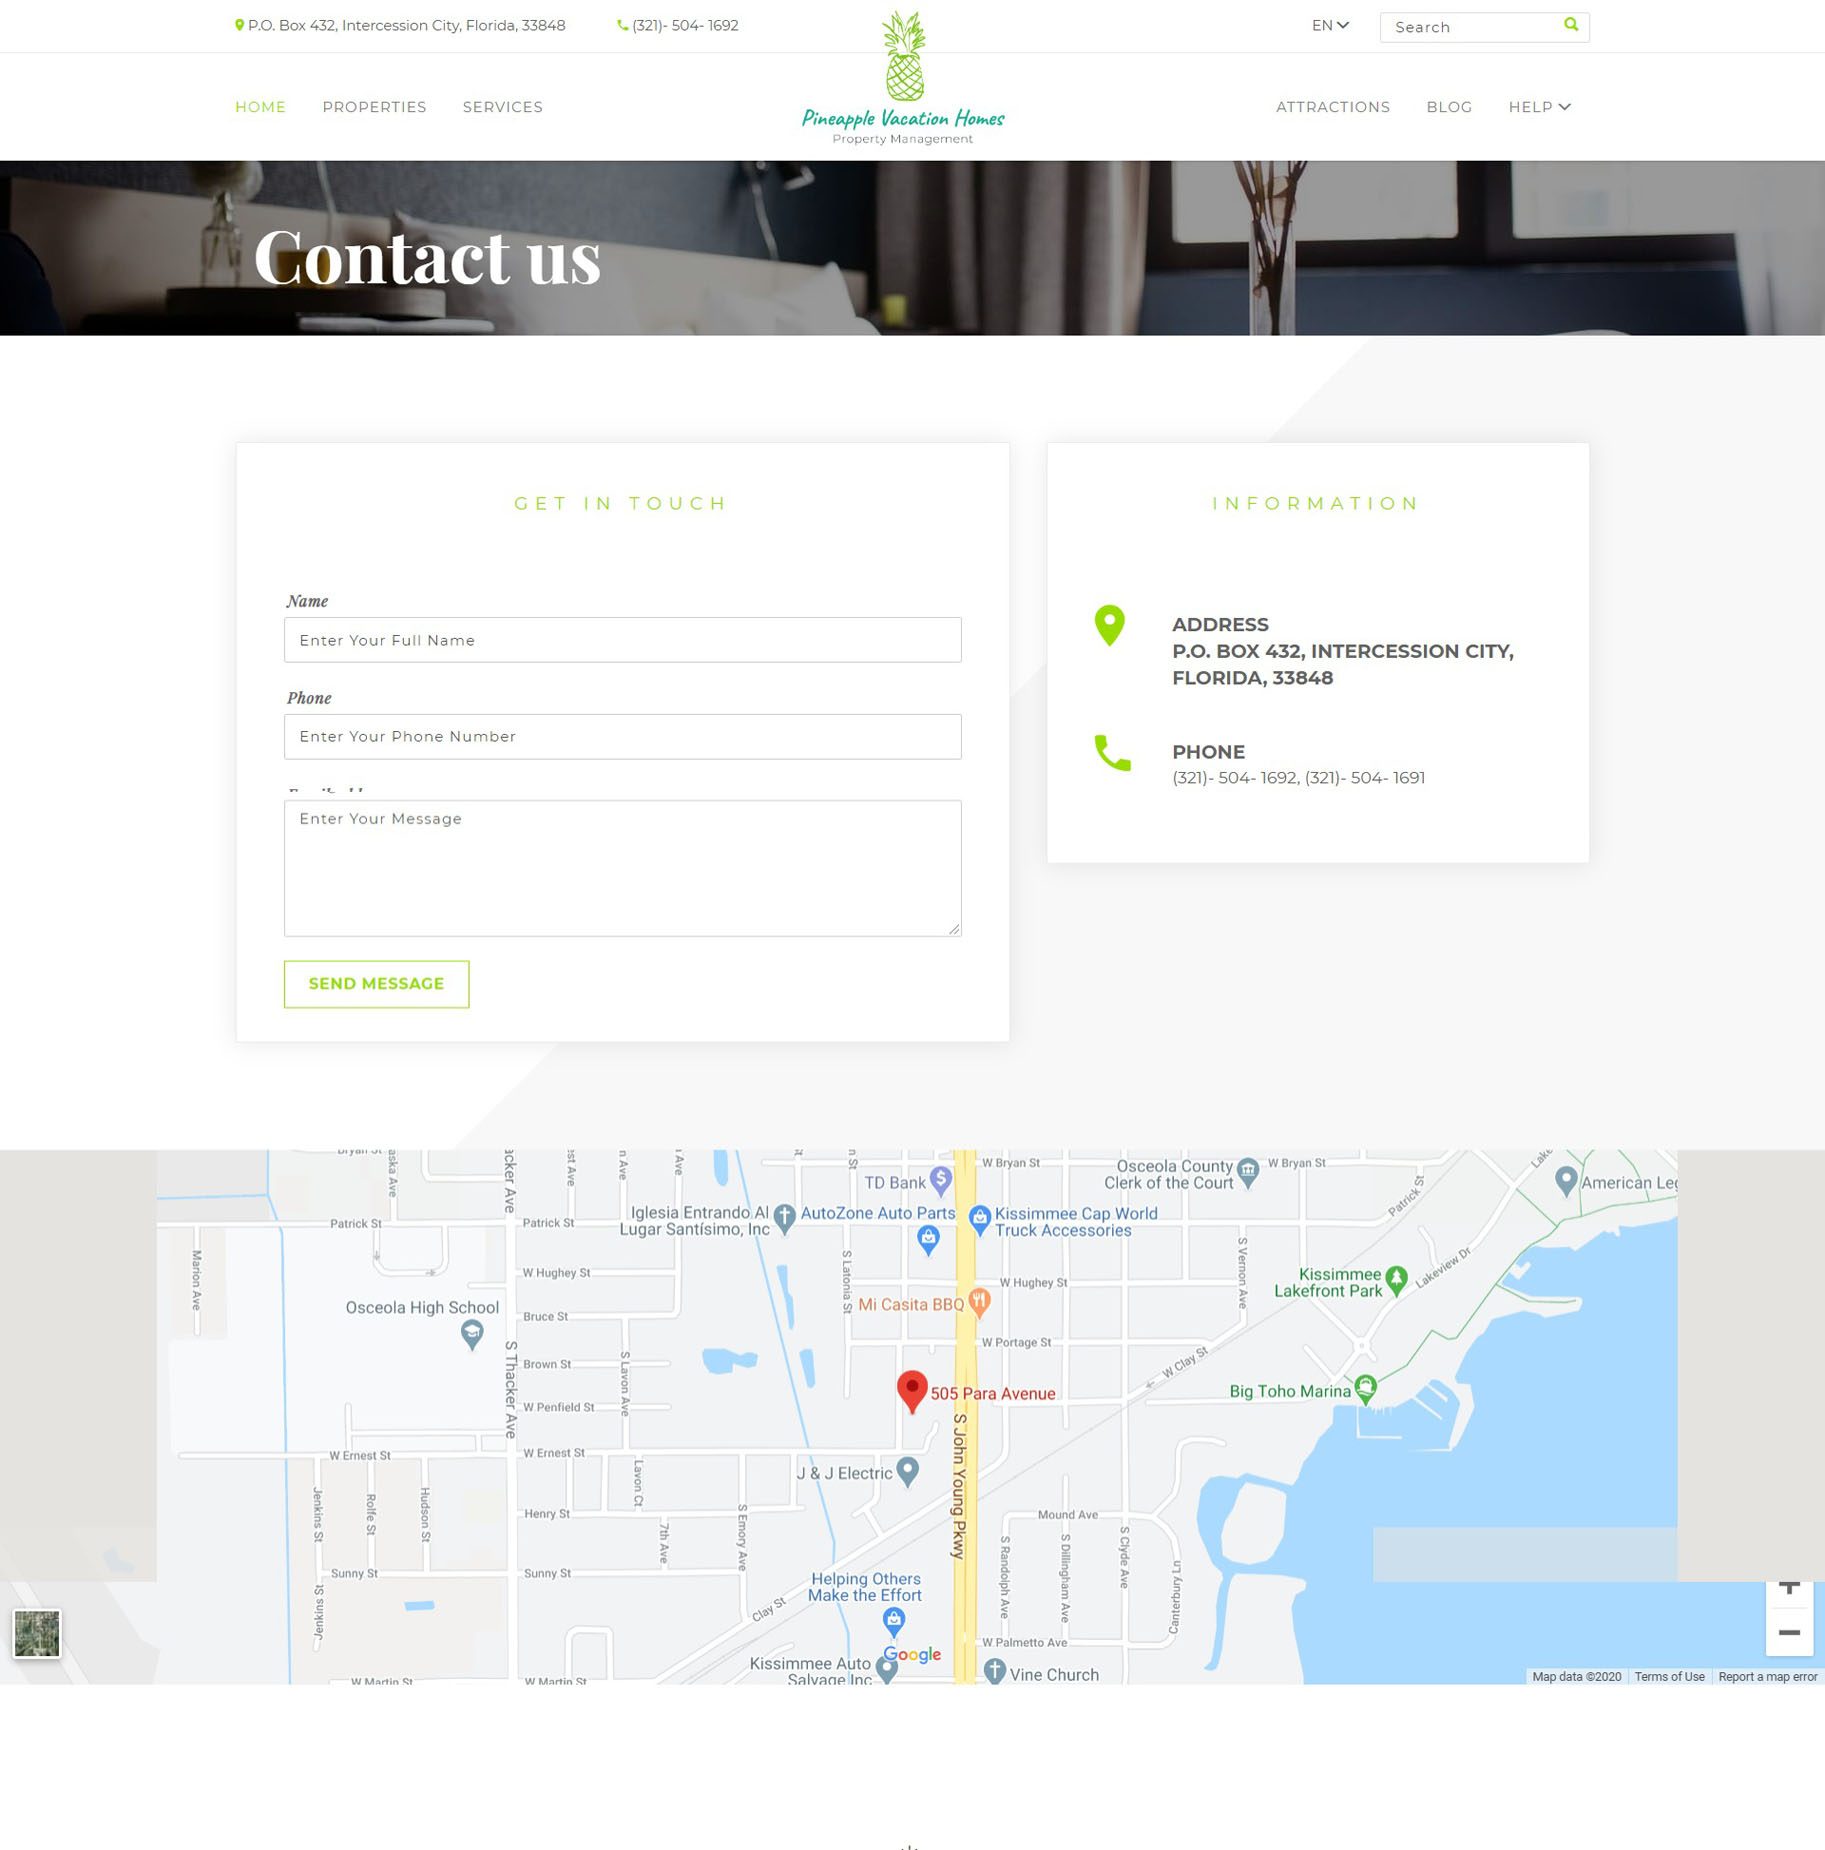 P.O. Box 432, Intercession City, Florida, 33848
(321)- 504- 1692
EN
Search
HOME
PROPERTIES
SERVICES
Pineapple Vacation Homes
Property Management
ATTRACTIONS
BLOG
HELP
Contact us
GET IN TOUCH
Name
Enter Your Full Name
Phone
Enter Your Phone Number
Enter Your Message
SEND MESSAGE
INFORMATION
ADDRESS
P.O. BOX 432, INTERCESSION CITY,
FLORIDA, 33848
PHONE
(321)- 504- 1692, (321)- 504- 1691
W Bryan St
Osceola County
Clerk of the Court
W Bryan St
TD Bank
American Leg
Patrick St
Patrick St
Iglesia Entrando Al
Lugar Santísimo, Inc
AutoZone Auto Parts
Kissimmee Cap World
Truck Accessories
Patrick St
Marion Ave
S Latonia St
S Vernon Ave
Lakeview Dr
W Hughey St
W Hughey St
Kissimmee
Lakefront Park
Osceola High School
Bruce St
Mi Casita BBQ
W Portage St
S Thacker Ave
Brown St
S Lavon Ave
W Clay St
505 Para Avenue
Big Toho Marina
W Penfield St
S John Young Pkwy
W Ernest St
W Ernest St
J & J Electric
Jenkins St
Rolfe St
Hudson St
Lavon Ct
Henry St
7th Ave
S Emory Ave
Mound Ave
S Randolph Ave
S Dillingham Ave
S Clyde Ave
Canterbury Ln
Sunny St
Sunny St
Helping Others
Make the Effort
Jenkins St
Clay St
W Palmetto Ave
Google
Kissimmee Auto
Salvage Inc
Vine Church
W Martin St
W Martin St
Map data ©2020
Terms of Use
Report a map error